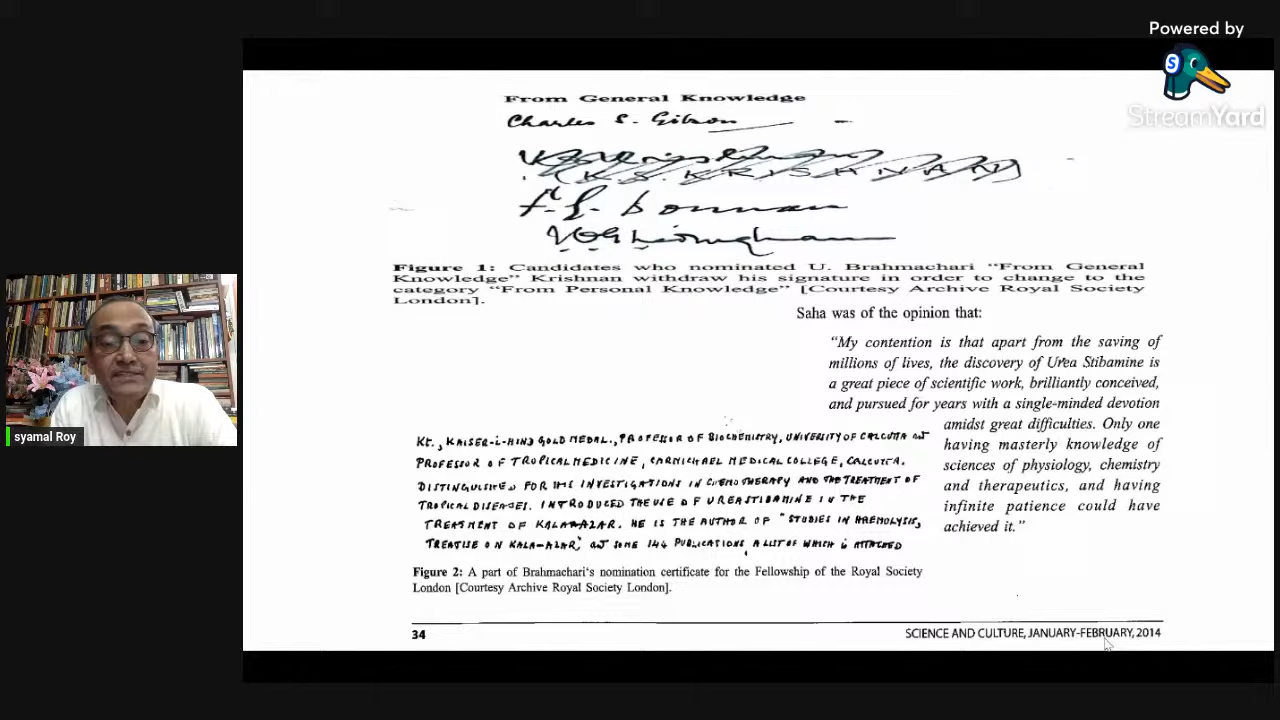 Powered by
StreamYard
From General Knowledge
Charles S. Gibson
(K. S. KRISHNAN)
Figure 1: Candidates who nominated U. Brahmachari "From General
Knowledge" Krishnan withdraw his signature in order to change to the
category "From Personal Knowledge" [Courtesy Archive Royal Society
London].
Saha was of the opinion that:
"My contention is that apart from the saving of
millions of lives, the discovery of Urea Stibamine is
a great piece of scientific work, brilliantly conceived,
and pursued for years with a single-minded devotion
amidst great difficulties. Only one
having masterly knowledge of
sciences of physiology, chemistry
and therapeutics, and having
infinite patience could have
achieved it."
KT., KAISER-I-HIND GOLD MEDAL., PROFESSOR OF BIOCHEMISTRY, UNIVERSITY OF CALCUTTA
PROFESSOR OF TROPICAL MEDICINE, CARMICHAEL MEDICAL COLLEGE, CALCUTTA.
DISTINGUISHED FOR HIS INVESTIGATIONS IN CHEMOTHERAPY AND THE TREATMENT OF
TROPICAL DISEASES. INTRODUCED THE USE OF UREASTIBAMINE IN THE
TREATMENT OF KALA-AZAR. HE IS THE AUTHOR OF "STUDIES IN HAEMOLYSIS,
TREATISE ON KALA-AZAR," SOME 144 PUBLICATIONS, A LIST OF WHICH is ATTACHED
Figure 2: A part of Brahmachari's nomination certificate for the Fellowship of the Royal Society
London [Courtesy Archive Royal Society London].
34
SCIENCE AND CULTURE, JANUARY-FEBRUARY, 2014
syamal Roy